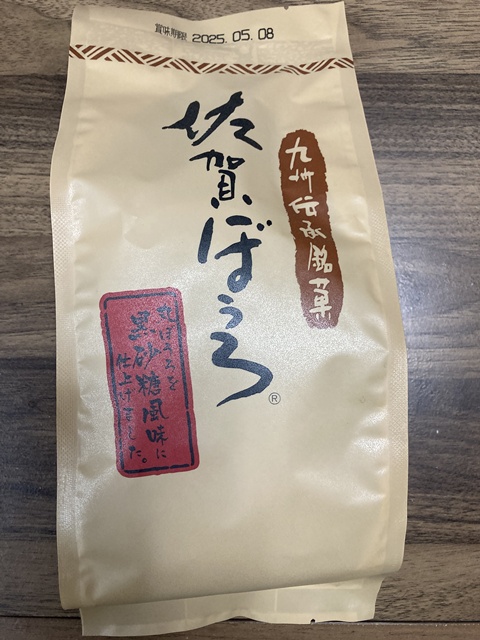 賞味期限 2025.05.08
九州伝承銘菓
佐賀ぼうろ®
丸ぼうろを
黒砂糖風味に
仕上げました。